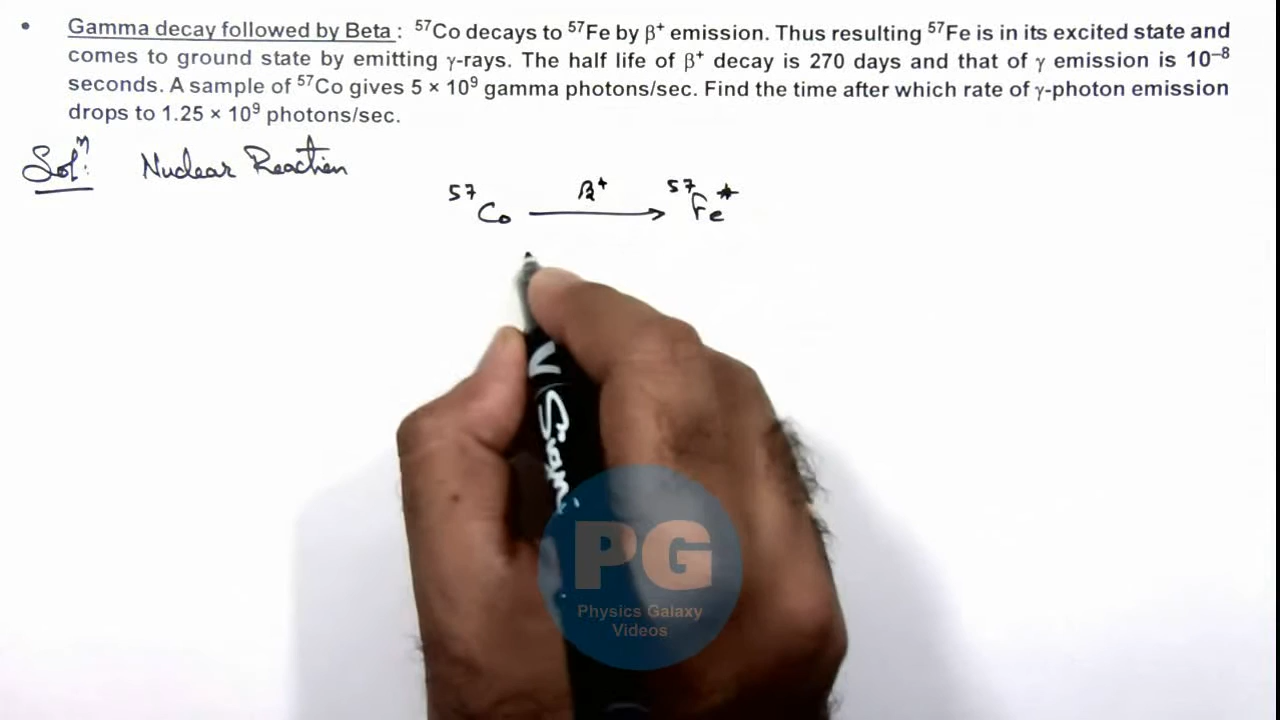 • Gamma decay followed by Beta : ⁵⁷Co decays to ⁵⁷Fe by β⁺ emission. Thus resulting ⁵⁷Fe is in its excited state and
comes to ground state by emitting γ-rays. The half life of β⁺ decay is 270 days and that of γ emission is 10⁻⁸
seconds. A sample of ⁵⁷Co gives 5 × 10⁹ gamma photons/sec. Find the time after which rate of γ-photon emission
drops to 1.25 × 10⁹ photons/sec.
Solⁿ: Nuclear Reaction
⁵⁷Co β⁺ → ⁵⁷Fe*
PG
Physics Galaxy
Videos